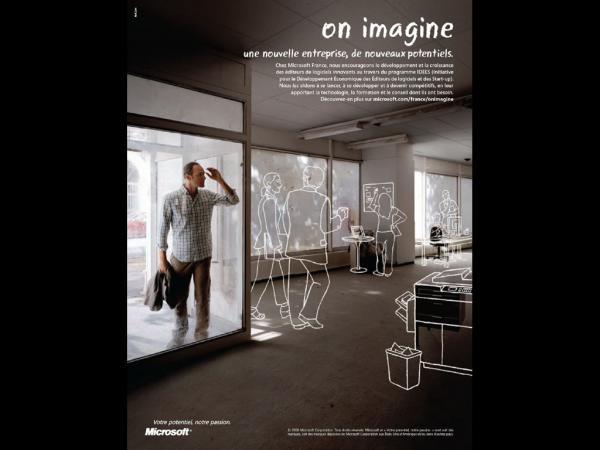 on imagine
une nouvelle entreprise, de nouveaux potentiels.
Chez Microsoft France, nous encourageons le développement et la croissance
des éditeurs de logiciels innovants au travers du programme IDEES (Initiative
pour le Développement Economique des Éditeurs de logiciels et des Start-up).
Nous les aidons à se lancer, à se développer et à devenir compétitifs, en leur
apportant la technologie, la formation et le conseil dont ils ont besoin.
Découvrez-en plus sur microsoft.com/france/onimagine
Votre potentiel, notre passion.
Microsoft®